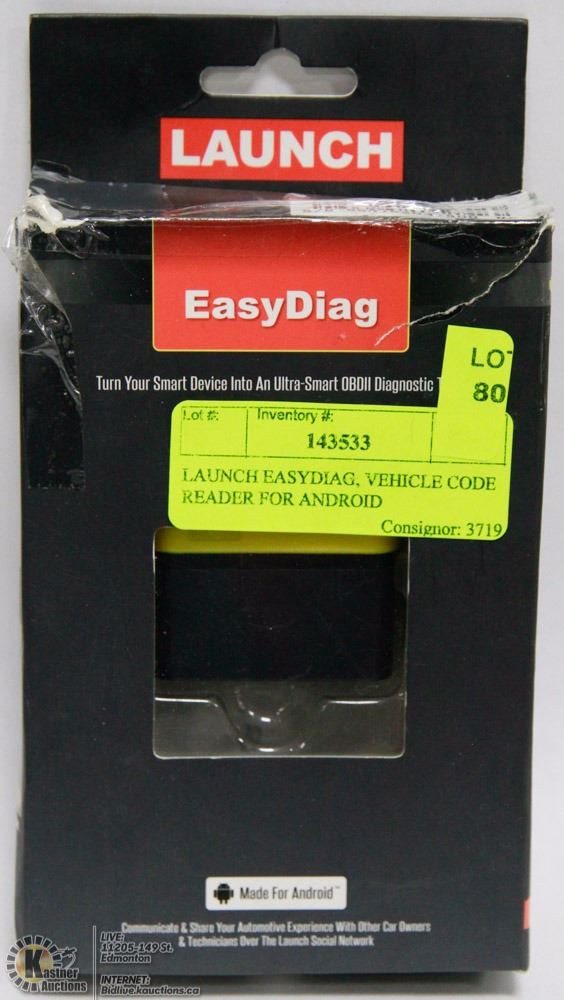 LAUNCH
EasyDiag
Turn Your Smart Device Into An Ultra-Smart OBDII Diagnostic
LOT
80
Lot #:
Inventory #:
143533
LAUNCH EASYDIAG, VEHICLE CODE
READER FOR ANDROID
Consignor: 3719
Made For Android™
Communicate & Share Your Automotive Experience With Other Car Owners
& Technicians Over The Launch Social Network
Kastner
Auctions
LIVE:
11205-149 St.
Edmonton
INTERNET:
Bidlive.kauctions.ca